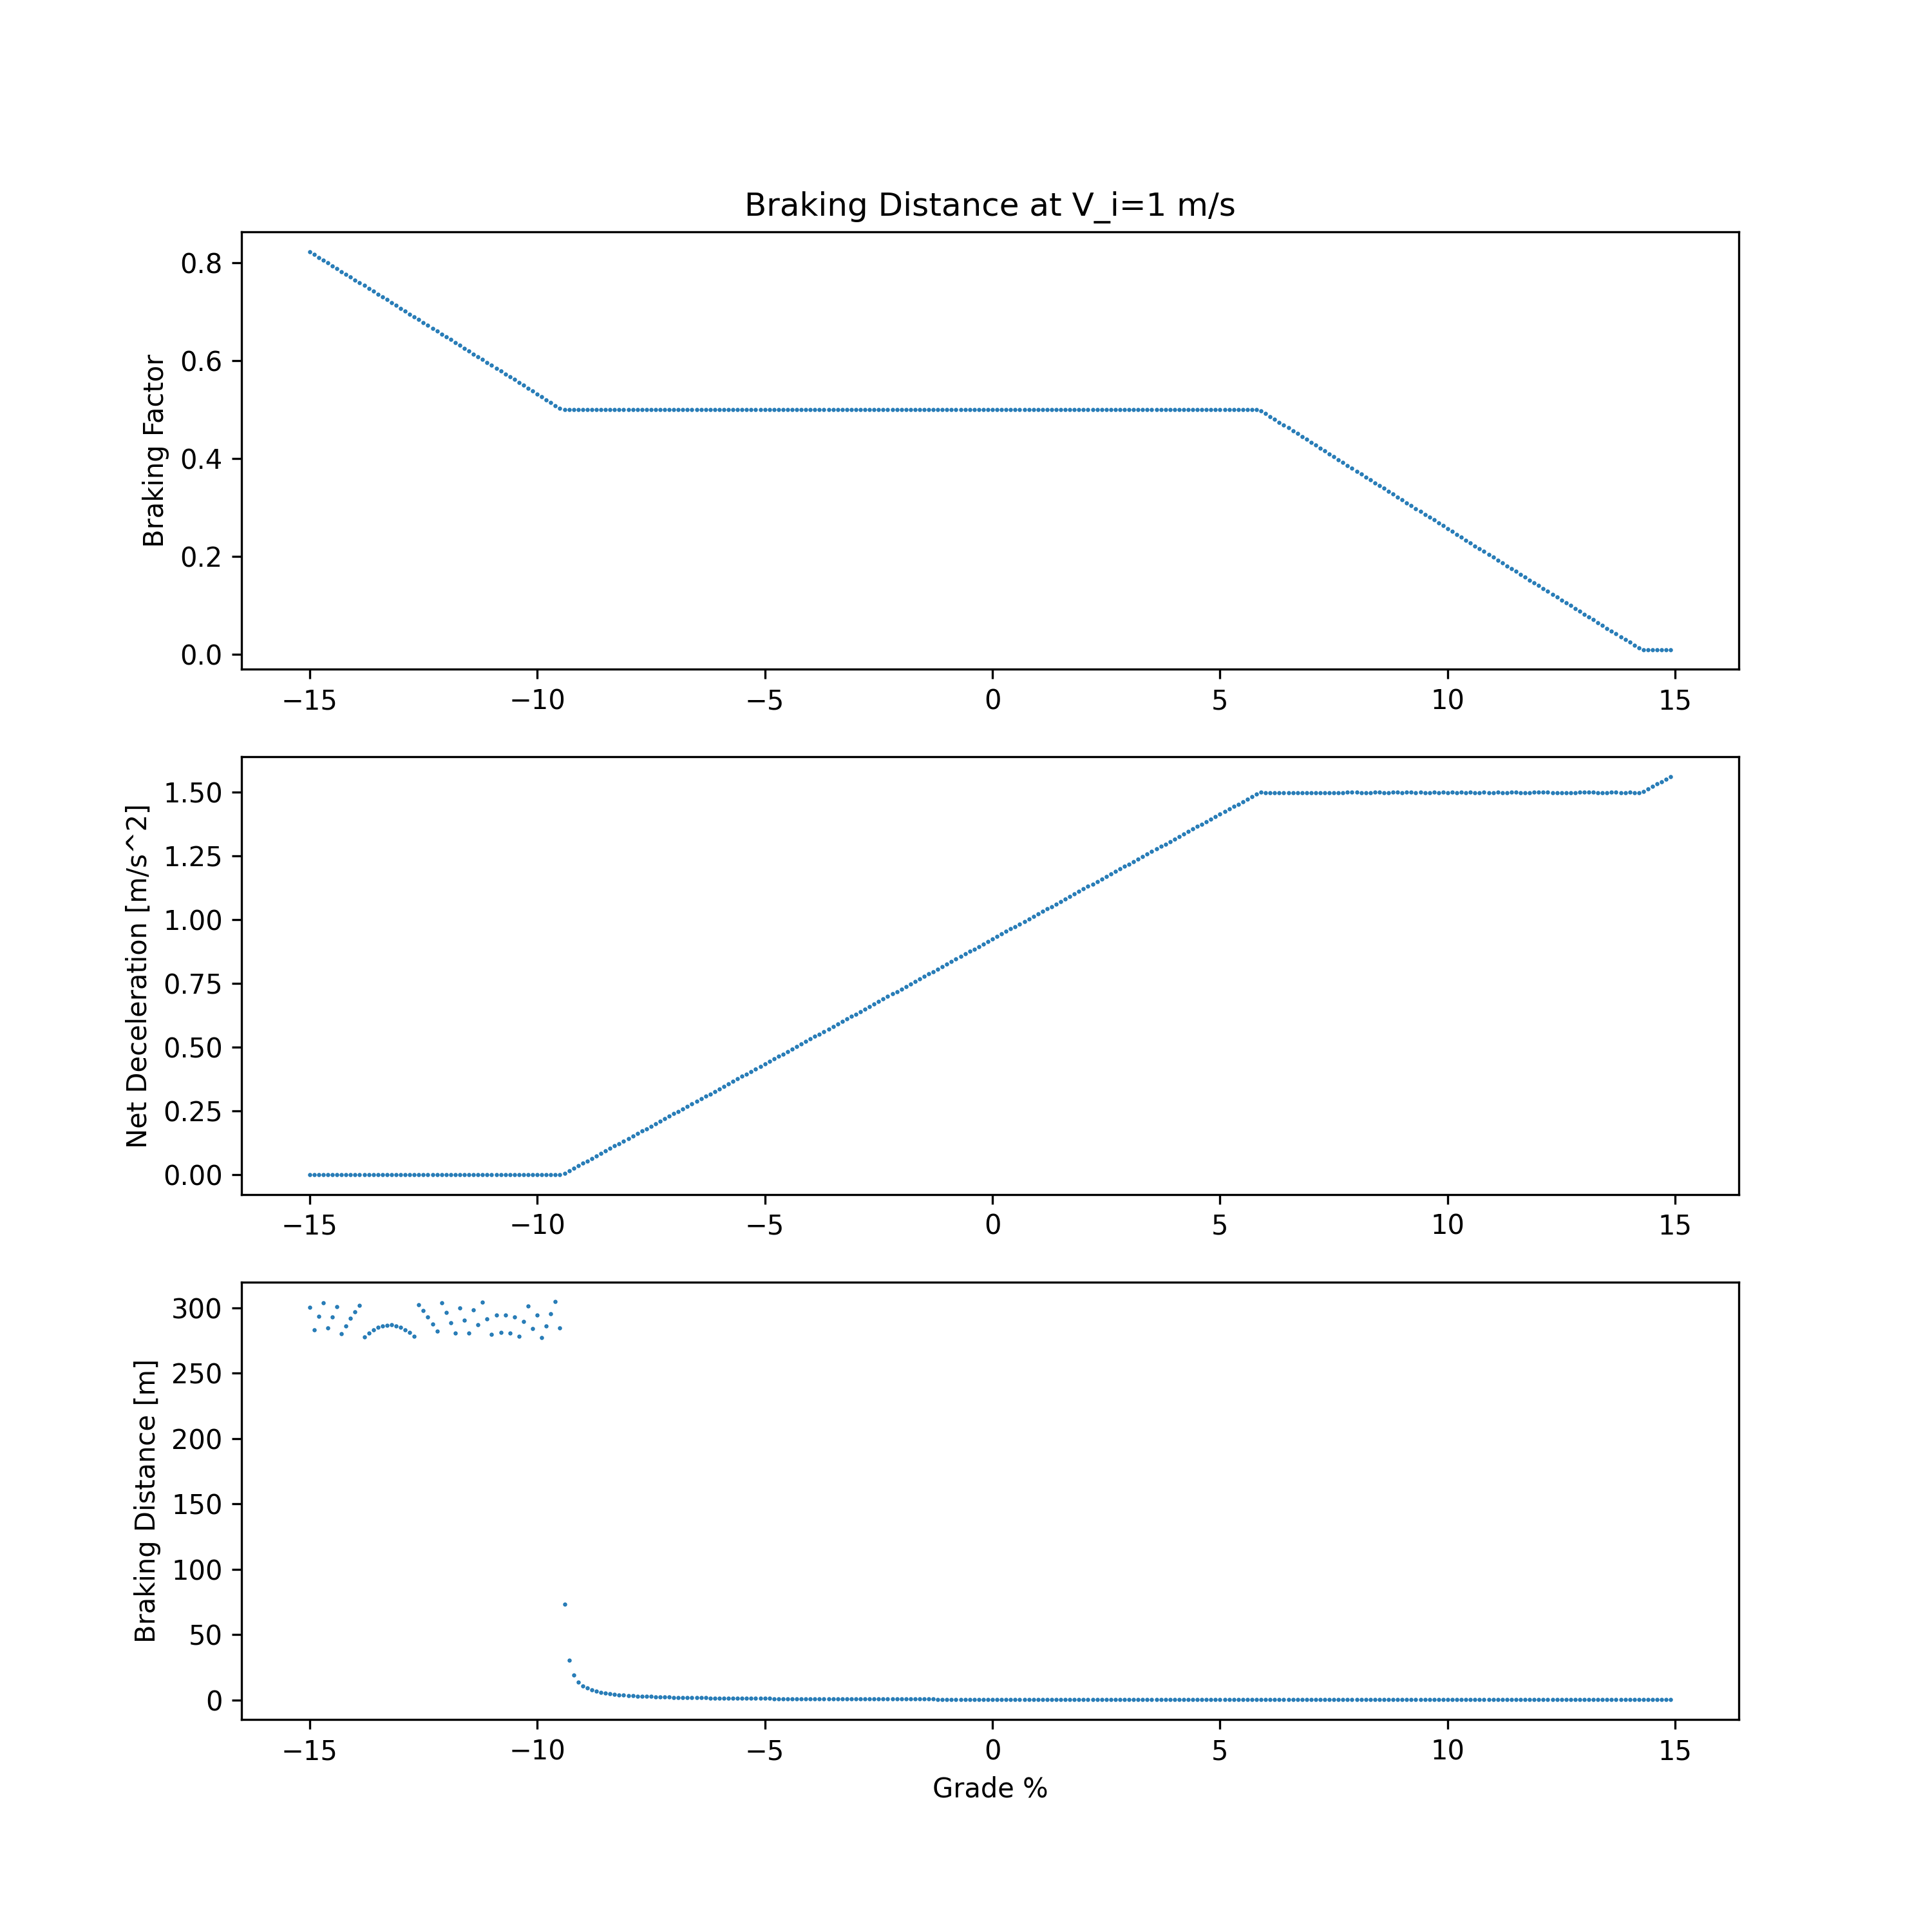 Braking Distance at V_i=1 m/s
Braking Factor
0.8
0.6
0.4
0.2
0.0
−15 −10 −5 0 5 10 15
Net Deceleration [m/s^2]
1.50
1.25
1.00
0.75
0.50
0.25
0.00
−15 −10 −5 0 5 10 15
Braking Distance [m]
300
250
200
150
100
50
0
−15 −10 −5 0 5 10 15
Grade %